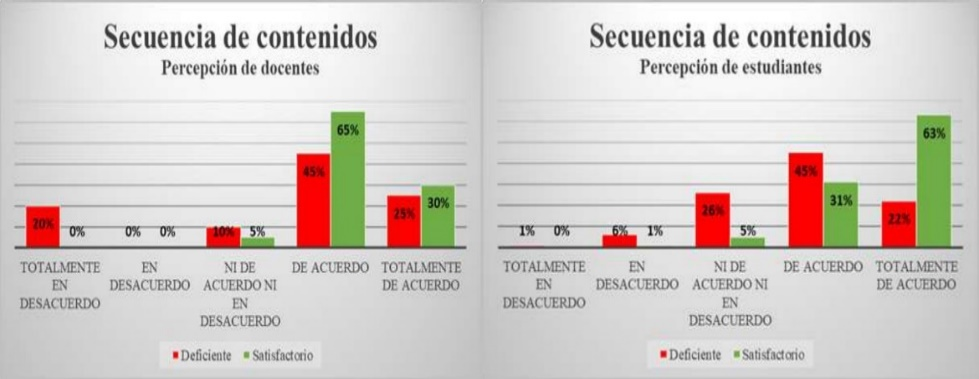 Secuencia de contenidos
Percepción de docentes
20%
0%
0%
0%
10%
5%
45%
65%
25%
30%
TOTALMENTE
EN
DESACUERDO
EN
DESACUERDO
NI DE
ACUERDO NI
EN
DESACUERDO
DE ACUERDO
TOTALMENTE
DE ACUERDO
Deficiente
Satisfactorio
Secuencia de contenidos
Percepción de estudiantes
1%
0%
6%
1%
26%
5%
45%
31%
22%
63%
TOTALMENTE
EN
DESACUERDO
EN
DESACUERDO
NI DE
ACUERDO NI
EN
DESACUERDO
DE ACUERDO
TOTALMENTE
DE ACUERDO
Deficiente
Satisfactorio